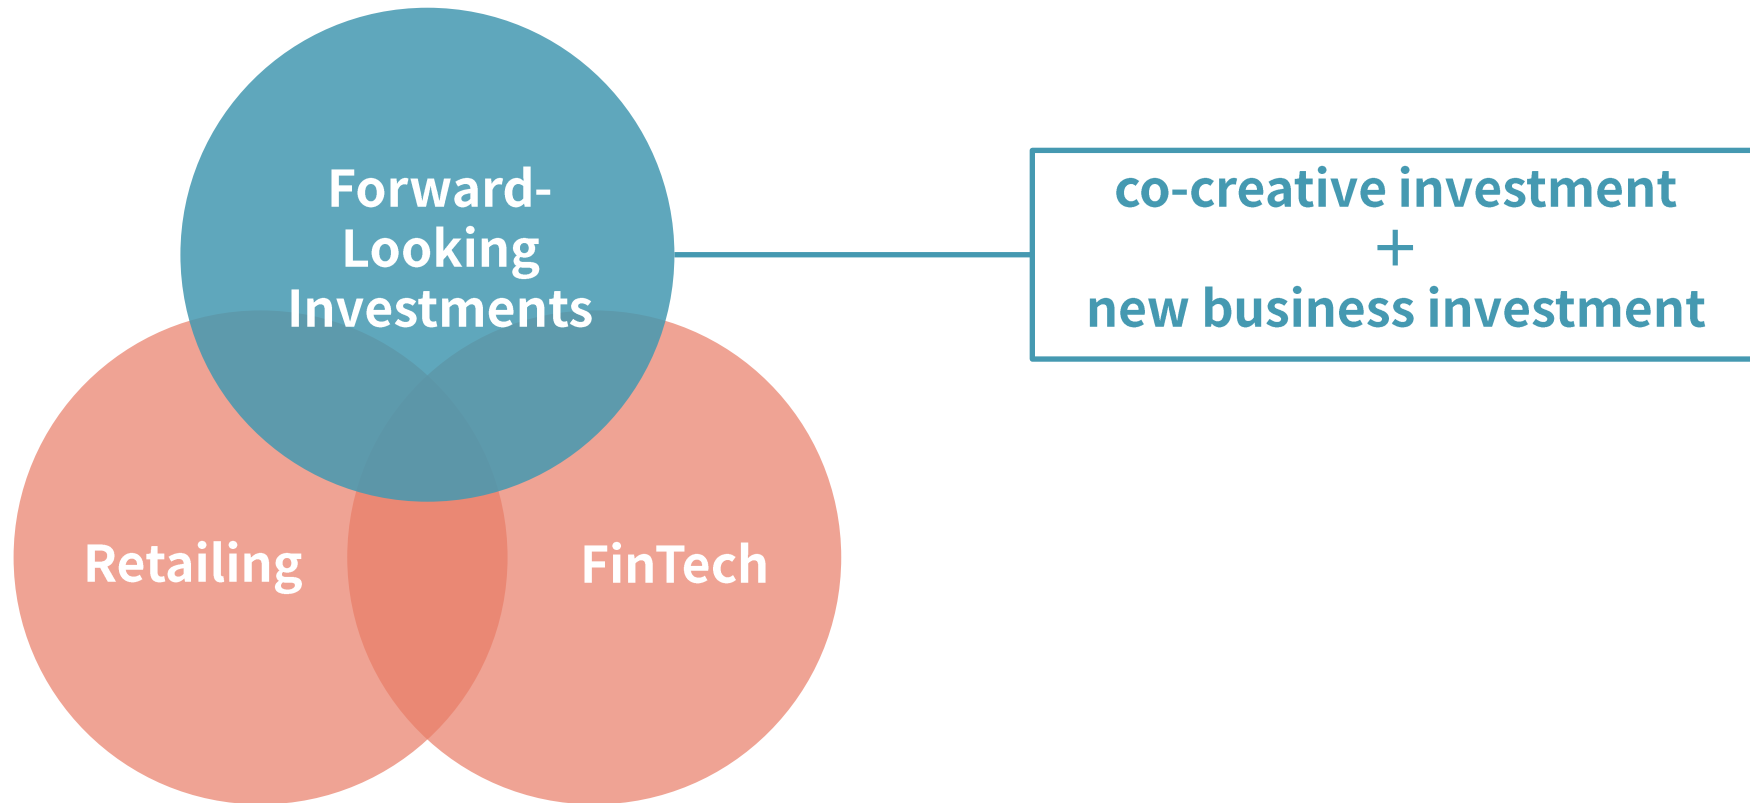 Forward-
Looking
Investments
co-creative investment
+
new business investment
Retailing
FinTech